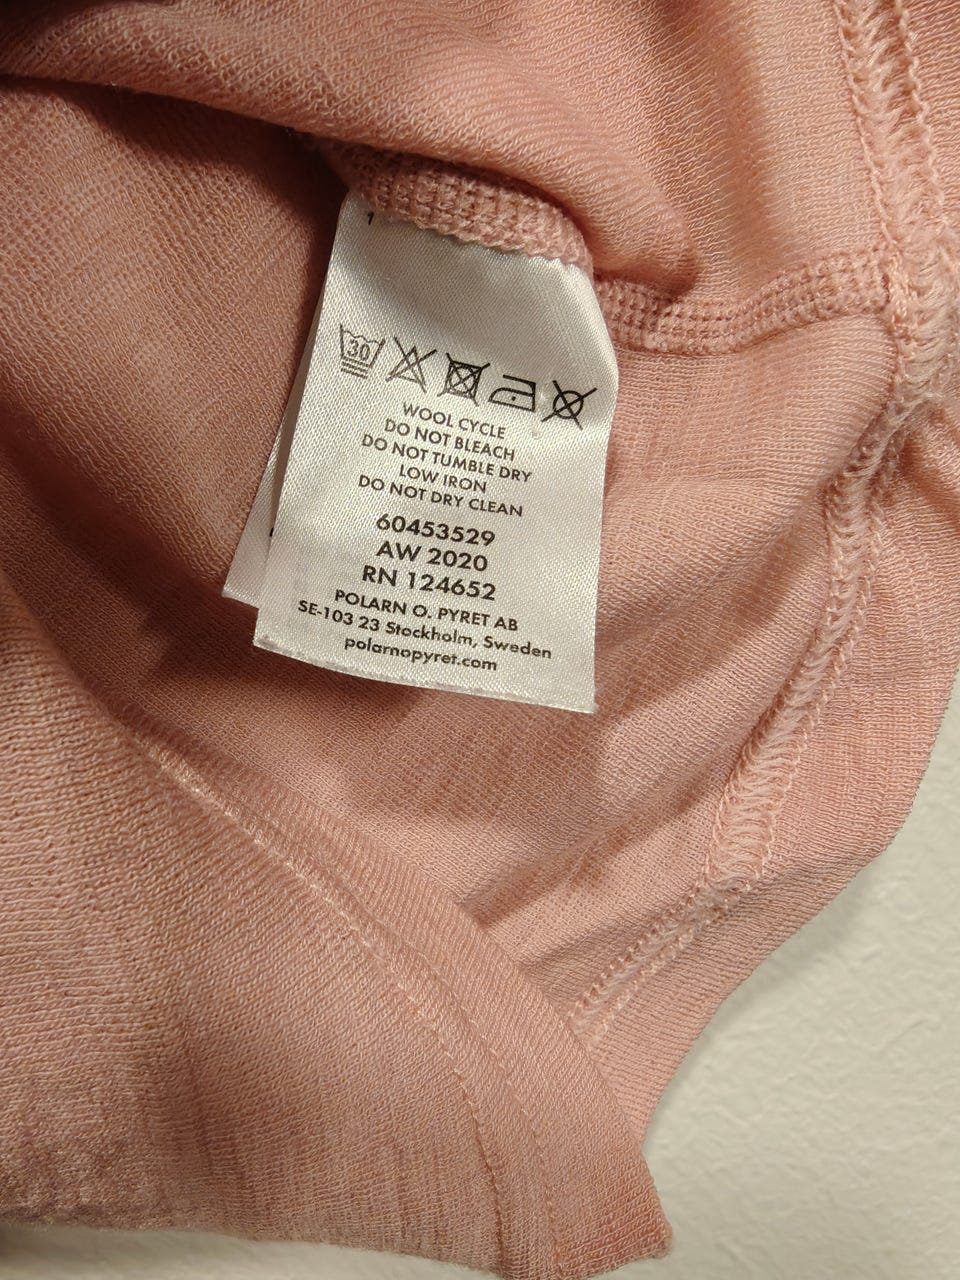 30
WOOL CYCLE
DO NOT BLEACH
DO NOT TUMBLE DRY
LOW IRON
DO NOT DRY CLEAN
60453529
AW 2020
RN 124652
POLARN O. PYRET AB
SE-103 23 Stockholm, Sweden
polarnopyret.com